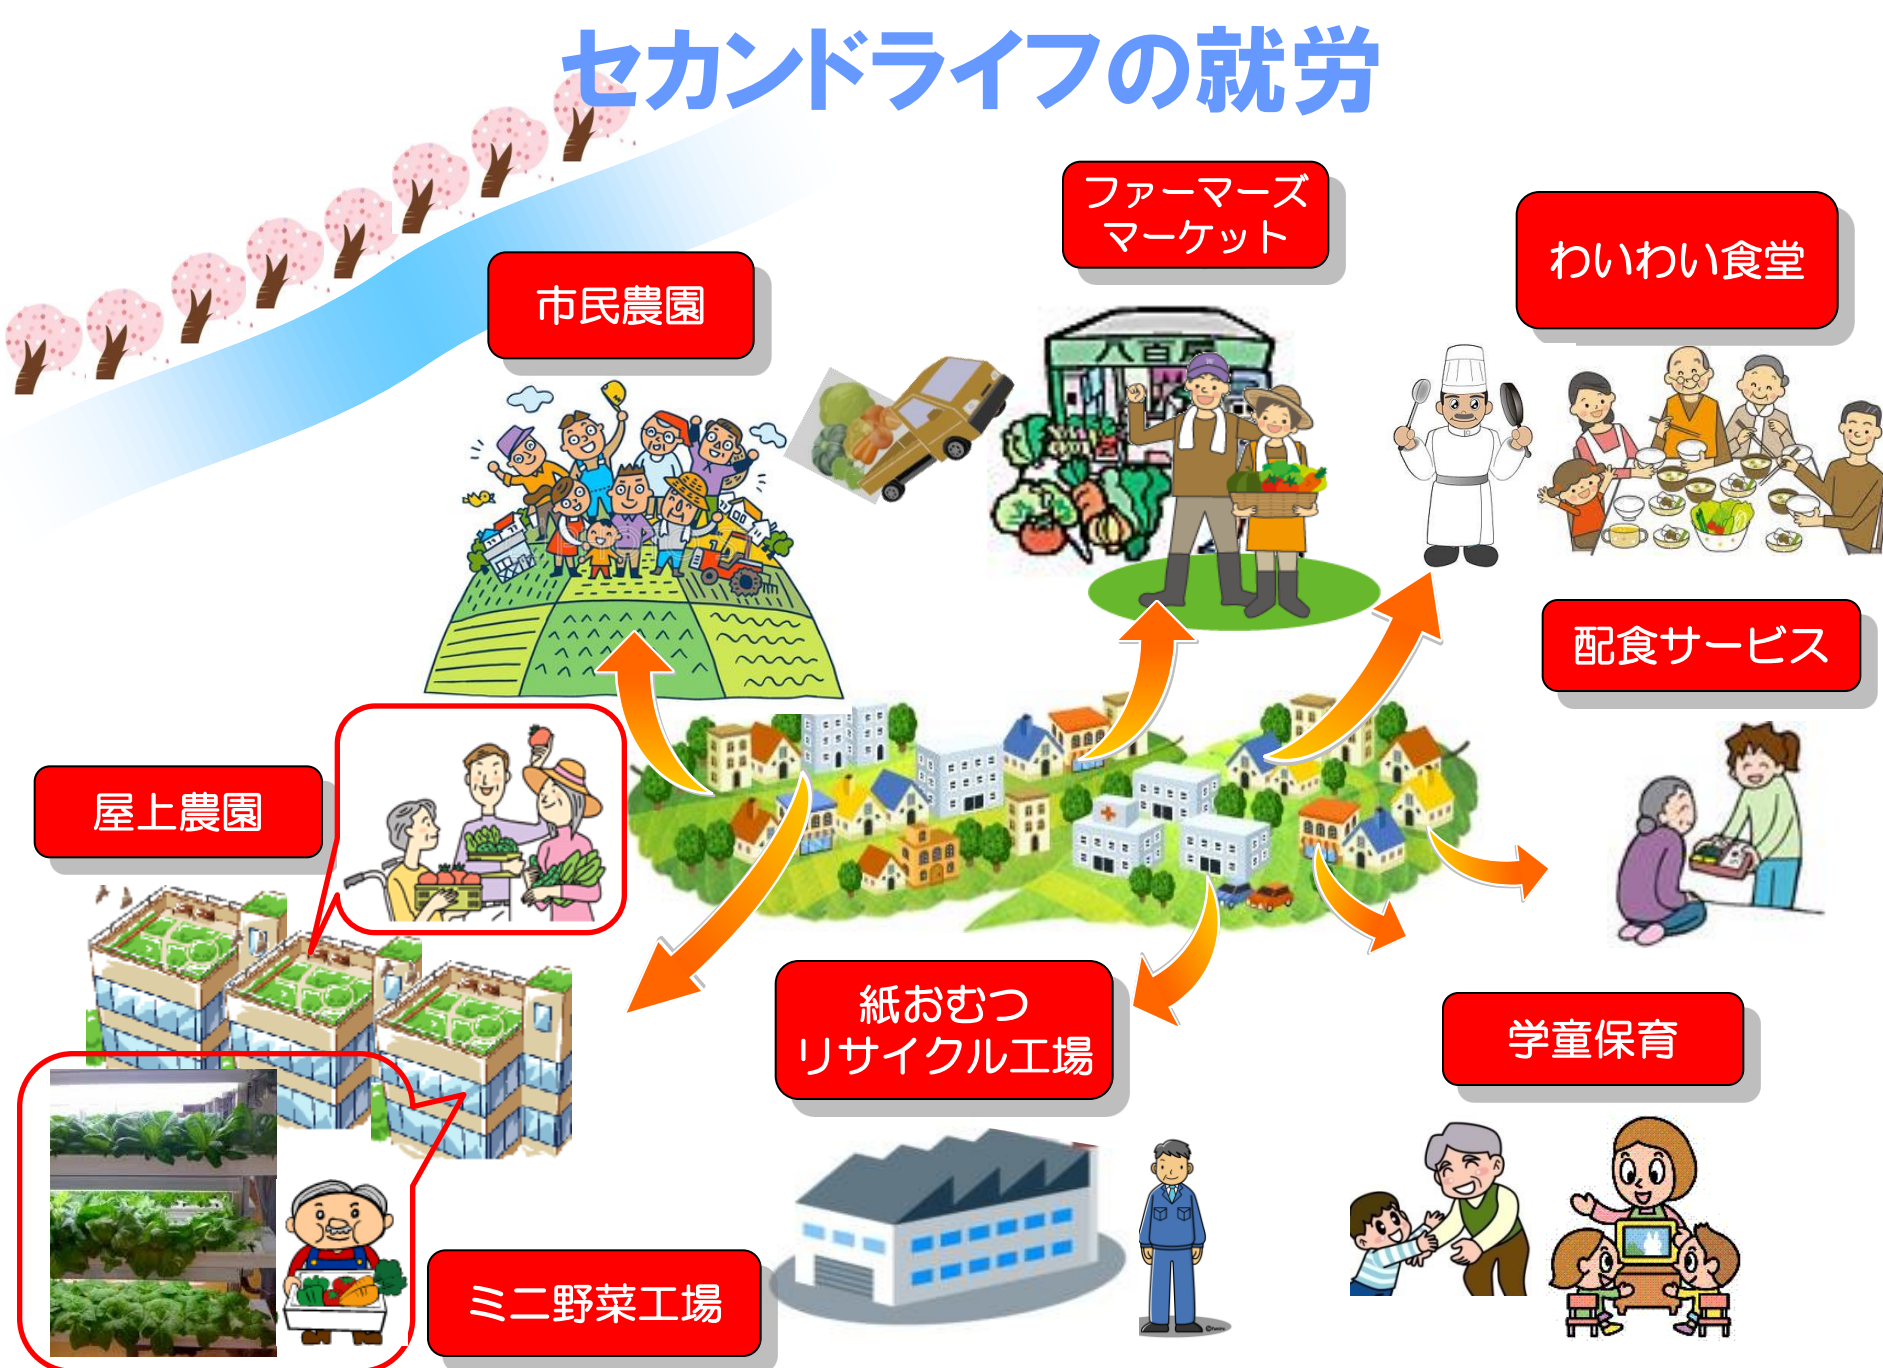 セカンドライフの就労
ファーマーズ
マーケット
わいわい食堂
市民農園
八百屋
配食サービス
屋上農園
紙おむつ
リサイクル工場
学童保育
ミニ野菜工場